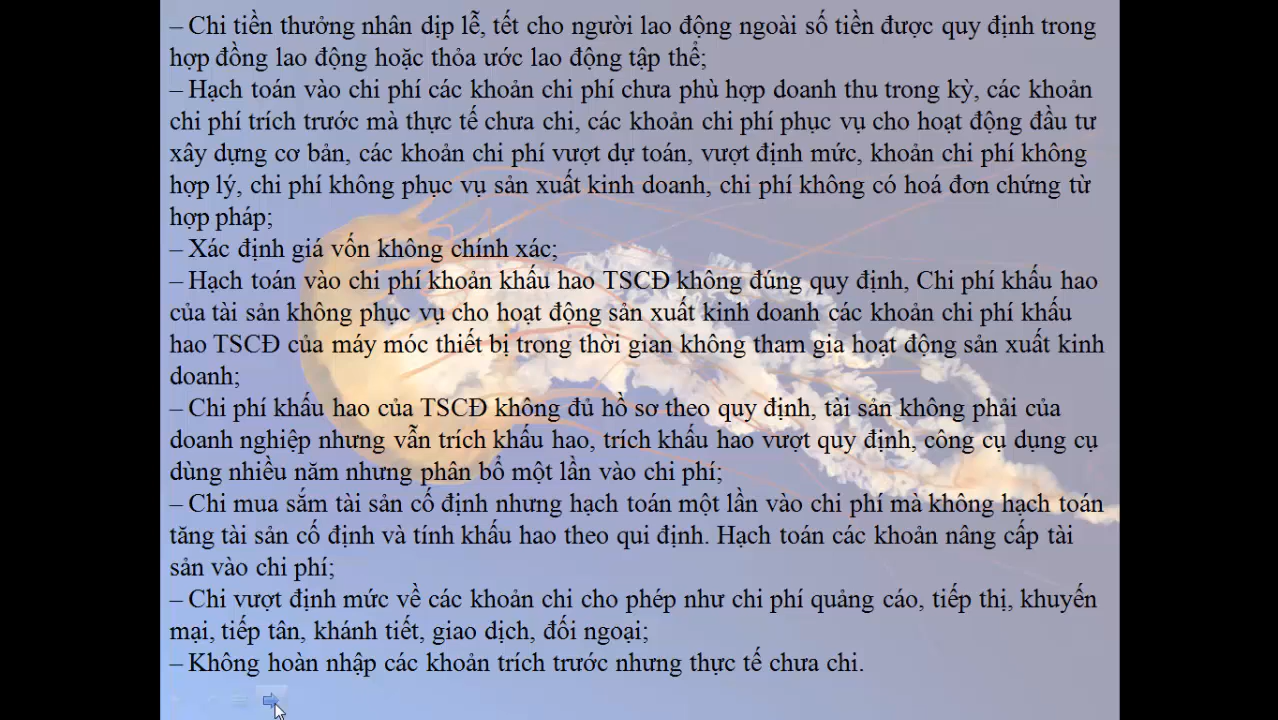 – Chi tiền thưởng nhân dịp lễ, tết cho người lao động ngoài số tiền được quy định trong
hợp đồng lao động hoặc thỏa ước lao động tập thể;
– Hạch toán vào chi phí các khoản chi phí chưa phù hợp doanh thu trong kỳ, các khoản
chi phí trích trước mà thực tế chưa chi, các khoản chi phí phục vụ cho hoạt động đầu tư
xây dựng cơ bản, các khoản chi phí vượt dự toán, vượt định mức, khoản chi phí không
hợp lý, chi phí không phục vụ sản xuất kinh doanh, chi phí không có hoá đơn chứng từ
hợp pháp;
– Xác định giá vốn không chính xác;
– Hạch toán vào chi phí khoản khấu hao TSCĐ không đúng quy định, Chi phí khấu hao
của tài sản không phục vụ cho hoạt động sản xuất kinh doanh các khoản chi phí khấu
hao TSCĐ của máy móc thiết bị trong thời gian không tham gia hoạt động sản xuất kinh
doanh;
– Chi phí khấu hao của TSCĐ không đủ hồ sơ theo quy định, tài sản không phải của
doanh nghiệp nhưng vẫn trích khấu hao, trích khấu hao vượt quy định, công cụ dụng cụ
dùng nhiều năm nhưng phân bổ một lần vào chi phí;
– Chi mua sắm tài sản cố định nhưng hạch toán một lần vào chi phí mà không hạch toán
tăng tài sản cố định và tính khấu hao theo qui định. Hạch toán các khoản nâng cấp tài
sản vào chi phí;
– Chi vượt định mức về các khoản chi cho phép như chi phí quảng cáo, tiếp thị, khuyến
mại, tiếp tân, khánh tiết, giao dịch, đối ngoại;
– Không hoàn nhập các khoản trích trước nhưng thực tế chưa chi.